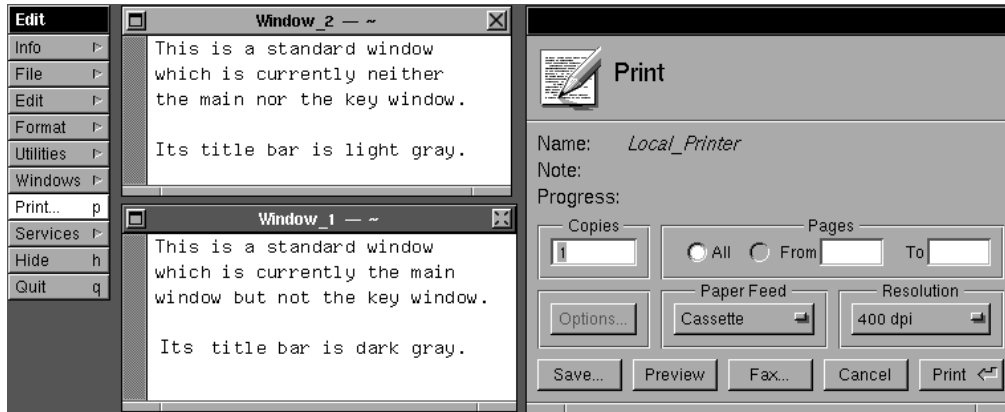 Edit
Info
File
Edit
Format
Utilities
Windows
Print... p
Services
Hide h
Quit q
Window_2 — ~
This is a standard window
which is currently neither
the main nor the key window.
Its title bar is light gray.
Window_1 — ~
This is a standard window
which is currently the main
window but not the key window.
Its title bar is dark gray.
Print
Name: Local_Printer
Note:
Progress:
Copies
1
Pages
All From To
Options...
Paper Feed
Cassette
Resolution
400 dpi
Save... Preview Fax... Cancel Print